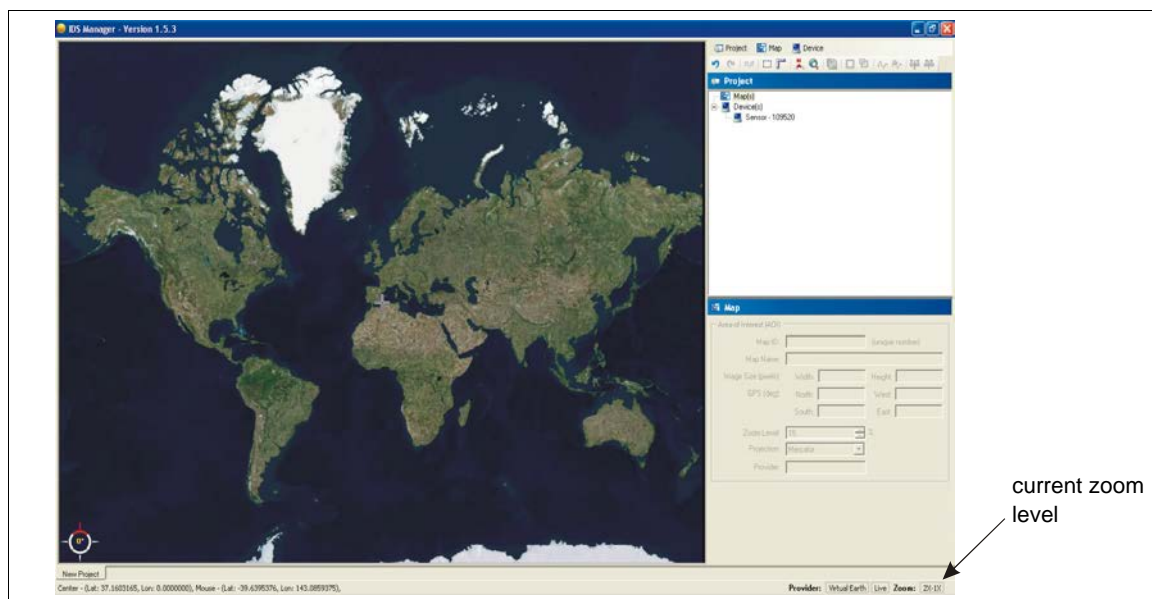 IDS Manager - Version 1.5.3
Project Map Device
Project
Map(s)
Device(s)
Sensor - 109520
0°
Map
Area of Interest (AOI)
Map ID: (unique number)
Map Name:
Image Size (pixels) Width: Height:
GPS (deg) North: West:
South: East:
Zoom Level: %
Projection: Mercator
Provider:
current zoom
level
New Project
Center - (Lat: 37.1603165, Lon: 0.0000000), Mouse - (Lat: -39.6395376, Lon: 143.0859375),
Provider: Virtual Earth Live Zoom: 2X-1X